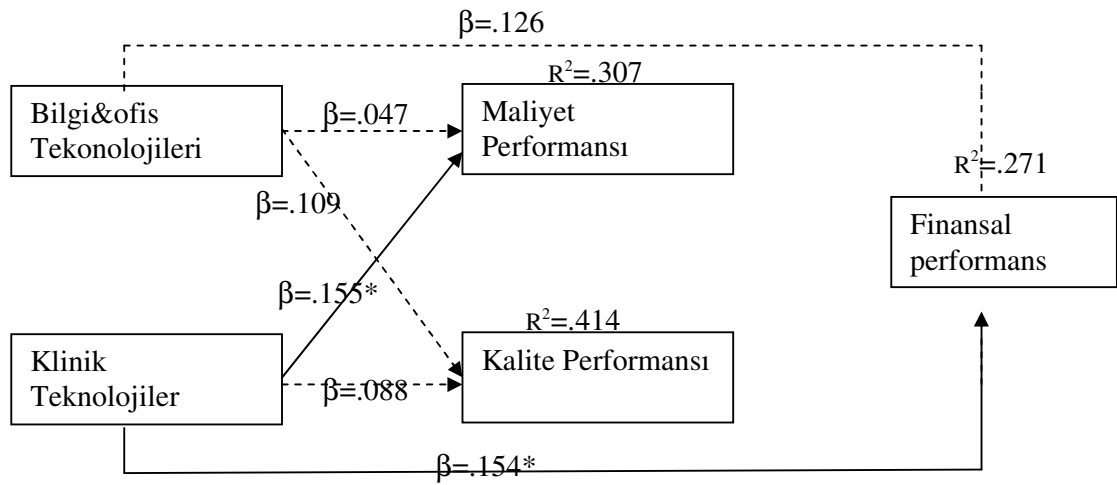 β=.126
R²=.307
Bilgi&ofis
Tekonolojileri
β=.047
Maliyet
Performansı
R²=.271
β=.109
Finansal
performans
β=.155*
R²=.414
Klinik
Teknolojiler
Kalite Performansı
β=.088
β=.154*